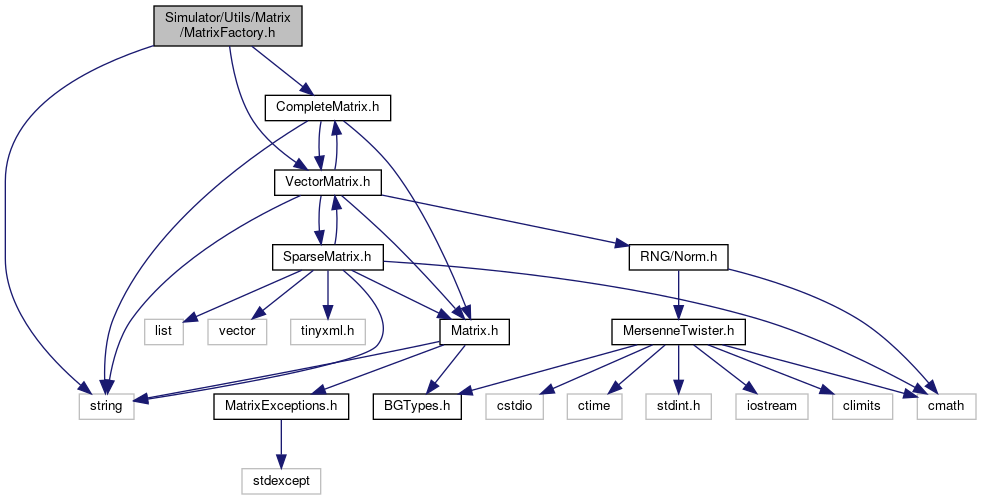 Simulator/Utils/Matrix
/MatrixFactory.h
CompleteMatrix.h
VectorMatrix.h
SparseMatrix.h
RNG/Norm.h
list
vector
tinyxml.h
Matrix.h
MersenneTwister.h
string
MatrixExceptions.h
BGTypes.h
cstdio
ctime
stdint.h
iostream
climits
cmath
stdexcept